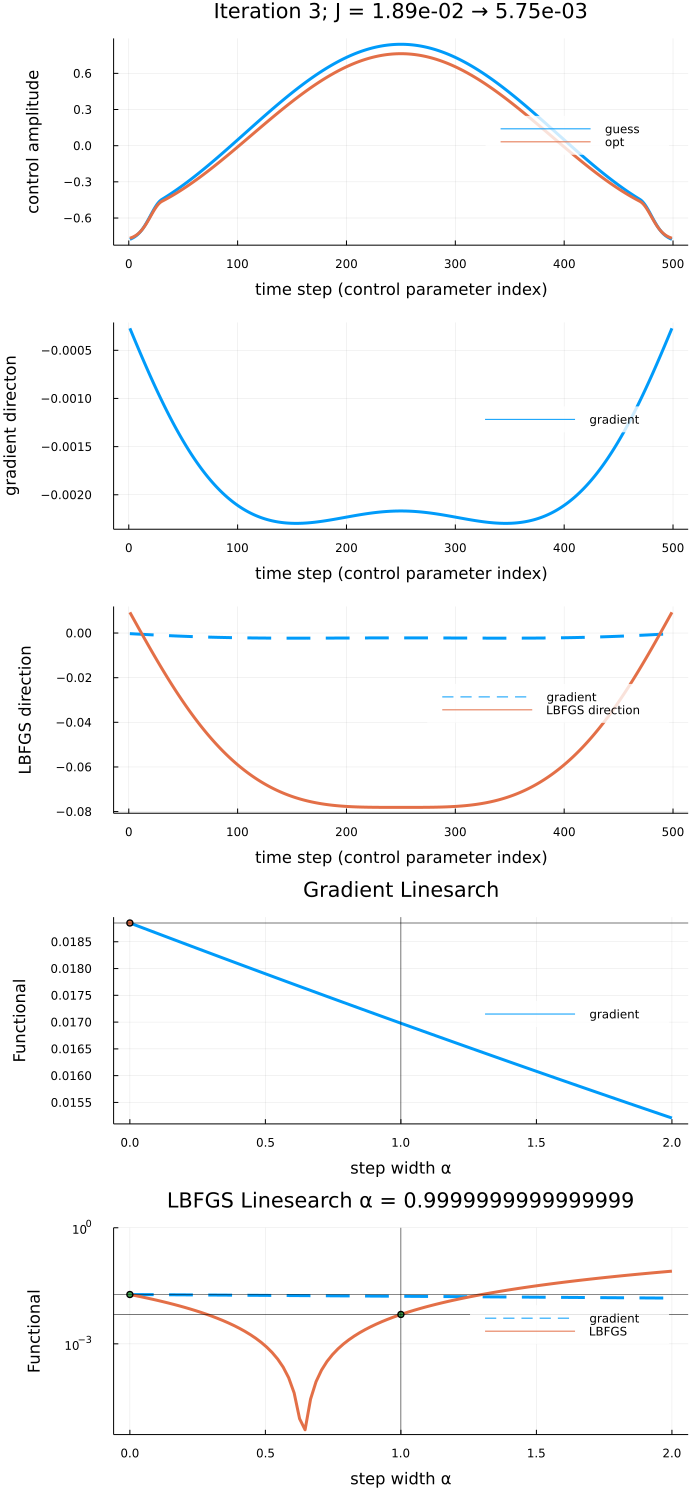 Iteration 3; J = 1.89e-02 → 5.75e-03
control amplitude
0.6
0.3
0.0
−0.3
−0.6
guess
opt
0 100 200 300 400 500
time step (control parameter index)
gradient directon
−0.0005
−0.0010
−0.0015
−0.0020
gradient
0 100 200 300 400 500
time step (control parameter index)
LBFGS direction
0.00
−0.02
−0.04
−0.06
−0.08
gradient
LBFGS direction
0 100 200 300 400 500
time step (control parameter index)
Gradient Linesarch
Functional
0.0185
0.0180
0.0175
0.0170
0.0165
0.0160
0.0155
gradient
0.0 0.5 1.0 1.5 2.0
step width α
LBFGS Linesearch α = 0.9999999999999999
Functional
10⁰
10⁻³
gradient
LBFGS
0.0 0.5 1.0 1.5 2.0
step width α